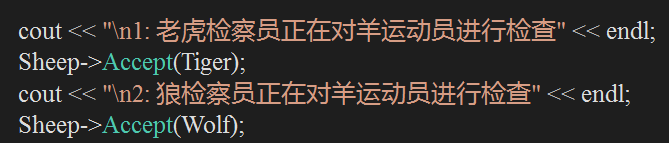 cout << "\n1: 老虎检察员正在对羊运动员进行检查" << endl;
Sheep->Accept(Tiger);
cout << "\n2: 狼检察员正在对羊运动员进行检查" << endl;
Sheep->Accept(Wolf);